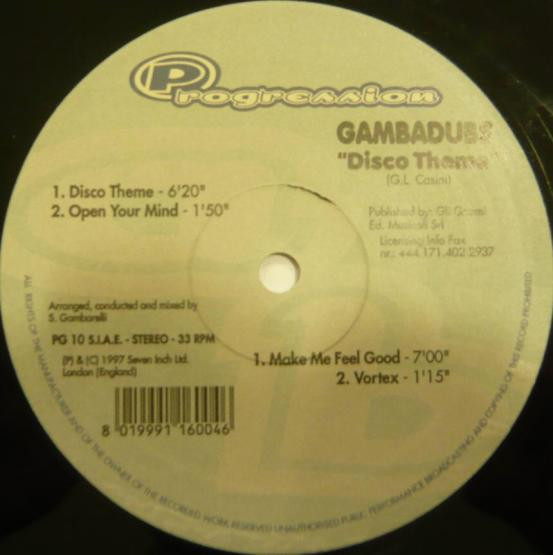 Progression
GAMBADUBS
"Disco Theme"
(G.L. Casini)
1. Disco Theme - 6'20"
2. Open Your Mind - 1'50"
Published by: Gli Gnomi
Ed. Musicali Srl
Licensing Info Fax
nr.: +44.171.402.2937
Arranged, conducted and mixed by
S. Gambarelli
PG 10 S.I.A.E. - STEREO - 33 RPM
(P) & (C) 1997 Seven Inch Ltd.
London (England)
1. Make Me Feel Good - 7'00"
2. Vortex - 1'15"
8 019991 160046
ALL RIGHTS OF THE MANUFACTURER AND OF THE OWNER OF THE RECORDED WORK RESERVED UNAUTHORISED PUBLIC PERFORMANCE BROADCASTING AND COPYING OF THIS RECORD PROHIBITED